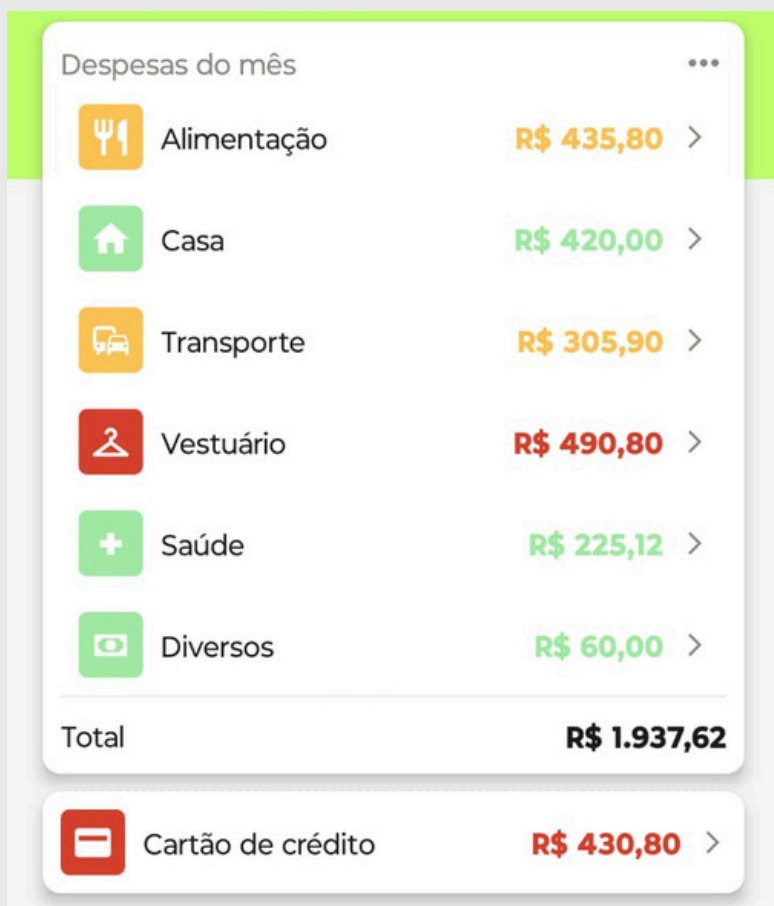 Despesas do mês
Alimentação R$ 435,80
Casa R$ 420,00
Transporte R$ 305,90
Vestuário R$ 490,80
Saúde R$ 225,12
Diversos R$ 60,00
Total R$ 1.937,62
Cartão de crédito R$ 430,80